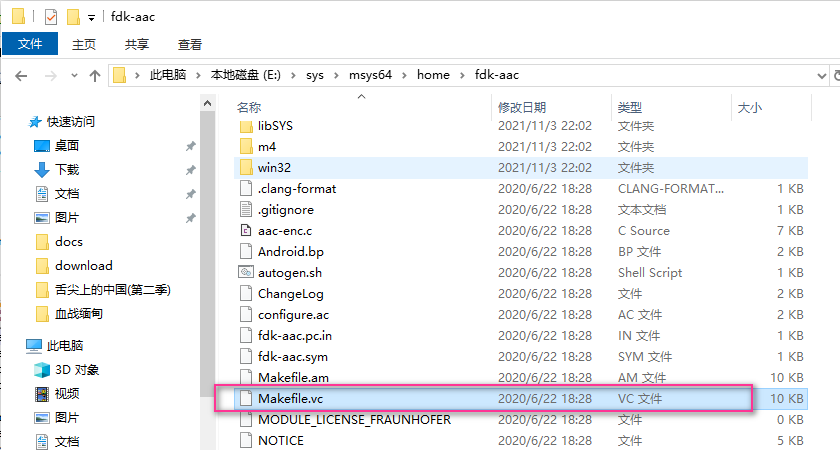 fdk-aac
文件 主页 共享 查看
此电脑 本地磁盘 (E:) sys msys64 home fdk-aac
名称 修改日期 类型 大小
快速访问
桌面
下载
文档
图片
docs
download
舌尖上的中国(第二季)
血战缅甸
此电脑
3D 对象
视频
图片
文档
libSYS 2021/11/3 22:02 文件夹
m4 2021/11/3 22:02 文件夹
win32 2021/11/3 22:02 文件夹
.clang-format 2020/6/22 18:28 CLANG-FORMAT... 1 KB
.gitignore 2020/6/22 18:28 文本文档 1 KB
aac-enc.c 2020/6/22 18:28 C Source 7 KB
Android.bp 2020/6/22 18:28 BP 文件 2 KB
autogen.sh 2020/6/22 18:28 Shell Script 1 KB
ChangeLog 2020/6/22 18:28 文件 2 KB
configure.ac 2020/6/22 18:28 AC 文件 2 KB
fdk-aac.pc.in 2020/6/22 18:28 IN 文件 1 KB
fdk-aac.sym 2020/6/22 18:28 SYM 文件 1 KB
Makefile.am 2020/6/22 18:28 AM 文件 10 KB
Makefile.vc 2020/6/22 18:28 VC 文件 10 KB
MODULE_LICENSE_FRAUNHOFER 2020/6/22 18:28 文件 0 KB
NOTICE 2020/6/22 18:28 文件 5 KB